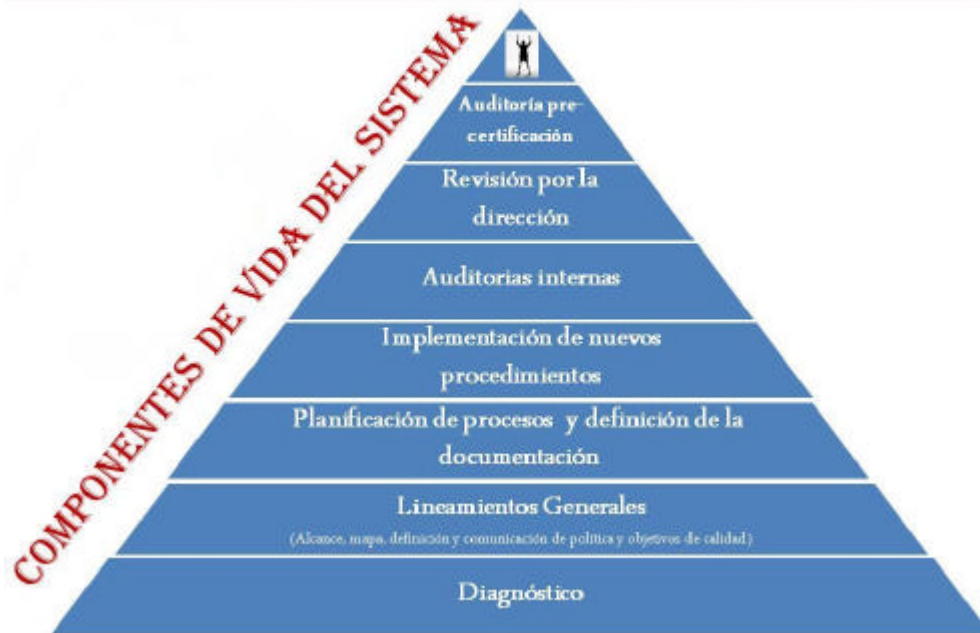 COMPONENTES DE VIDA DEL SISTEMA
Auditoría pre-
certificación
Revisión por la
dirección
Auditorias internas
Implementación de nuevos
procedimientos
Planificación de procesos y definición de la
documentación
Lineamientos Generales
(Alcance, mapa, definición y comunicación de política y objetivos de calidad)
Diagnóstico